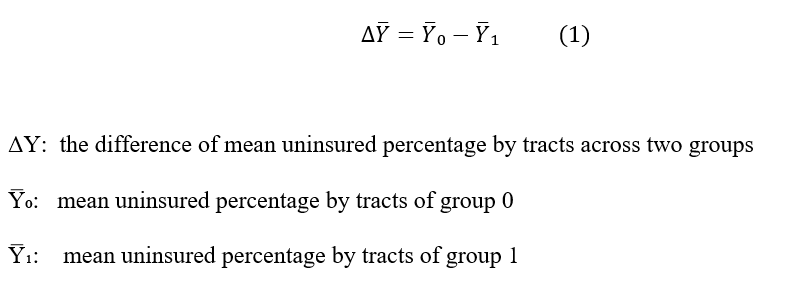 ΔȲ = Ȳ₀ − Ȳ₁ (1)
ΔY: the difference of mean uninsured percentage by tracts across two groups
Ȳ₀: mean uninsured percentage by tracts of group 0
Ȳ₁: mean uninsured percentage by tracts of group 1